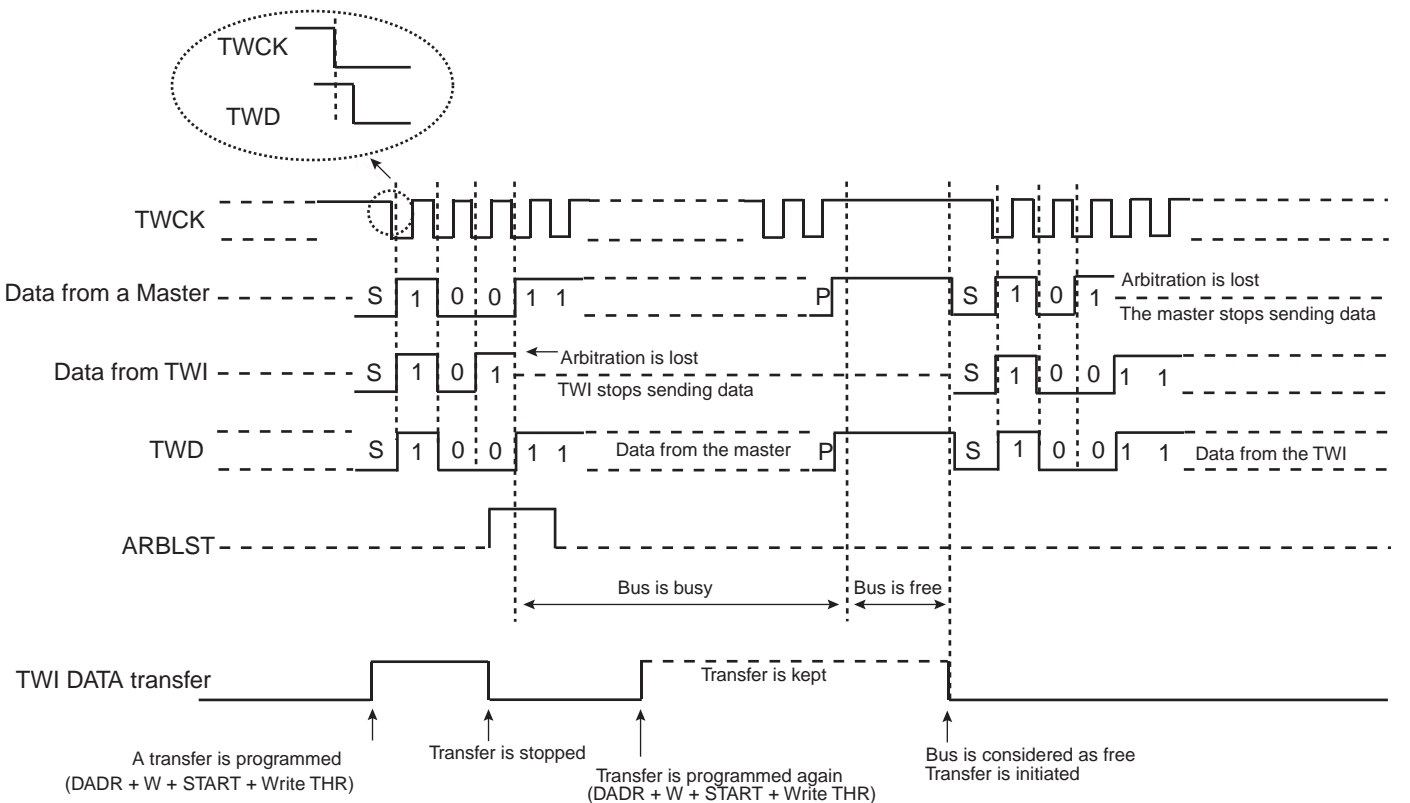 TWCK
TWD
TWCK
Data from a Master S 1 0 0 1 1 P S 1 0 1 Arbitration is lost
The master stops sending data
Data from TWI S 1 0 1 Arbitration is lost S 1 0 0 1 1
TWI stops sending data
TWD S 1 0 0 1 1 Data from the master P S 1 0 0 1 1 Data from the TWI
ARBLST
Bus is busy Bus is free
TWI DATA transfer Transfer is kept
A transfer is programmed
(DADR + W + START + Write THR)
Transfer is stopped
Transfer is programmed again
(DADR + W + START + Write THR)
Bus is considered as free
Transfer is initiated